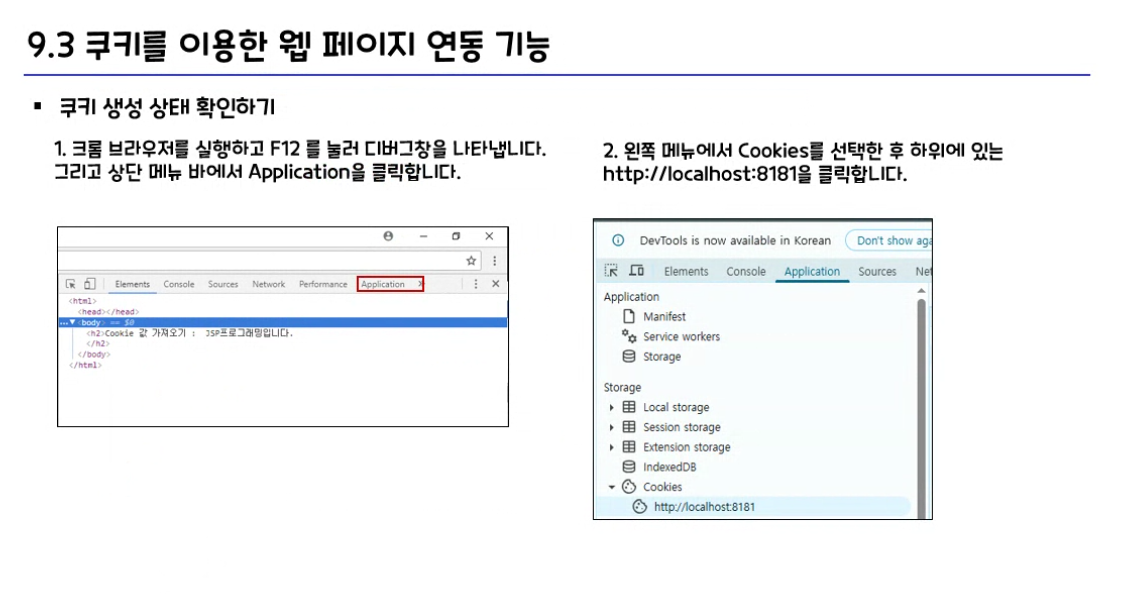 9.3 쿠키를 이용한 웹 페이지 연동 기능
▪ 쿠키 생성 상태 확인하기
1. 크롬 브라우저를 실행하고 F12 를 눌러 디버그창을 나타냅니다.
그리고 상단 메뉴 바에서 Application을 클릭합니다.
Elements Console Sources Network Performance Application »
<html>
<head></head>
...▼<body> == $0
<h2>Cookie 값 가져오기 : JSP프로그래밍입니다.
</h2>
</body>
</html>
2. 왼쪽 메뉴에서 Cookies를 선택한 후 하위에 있는
http://localhost:8181을 클릭합니다.
DevTools is now available in Korean Don't show aga
Elements Console Application Sources Net
Application
Manifest
Service workers
Storage
Storage
Local storage
Session storage
Extension storage
IndexedDB
Cookies
http://localhost:8181